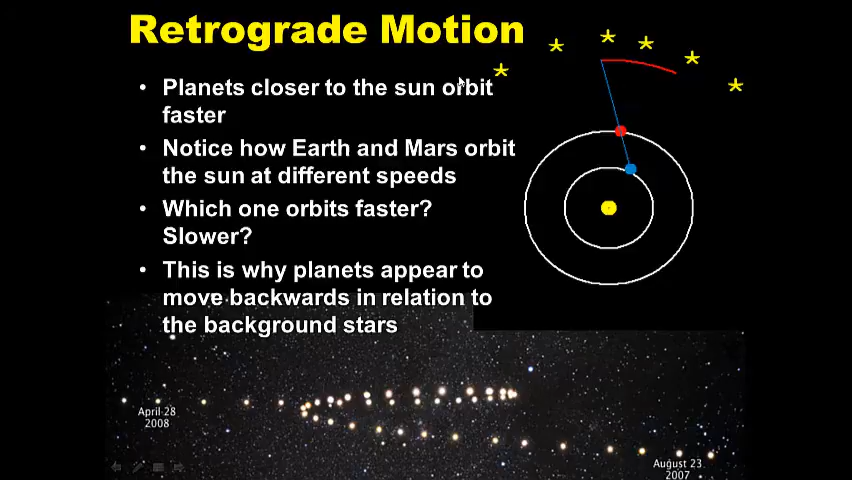 Retrograde Motion
• Planets closer to the sun orbit
faster
• Notice how Earth and Mars orbit
the sun at different speeds
• Which one orbits faster?
Slower?
• This is why planets appear to
move backwards in relation to
the background stars
April 28
2008
August 23
2007